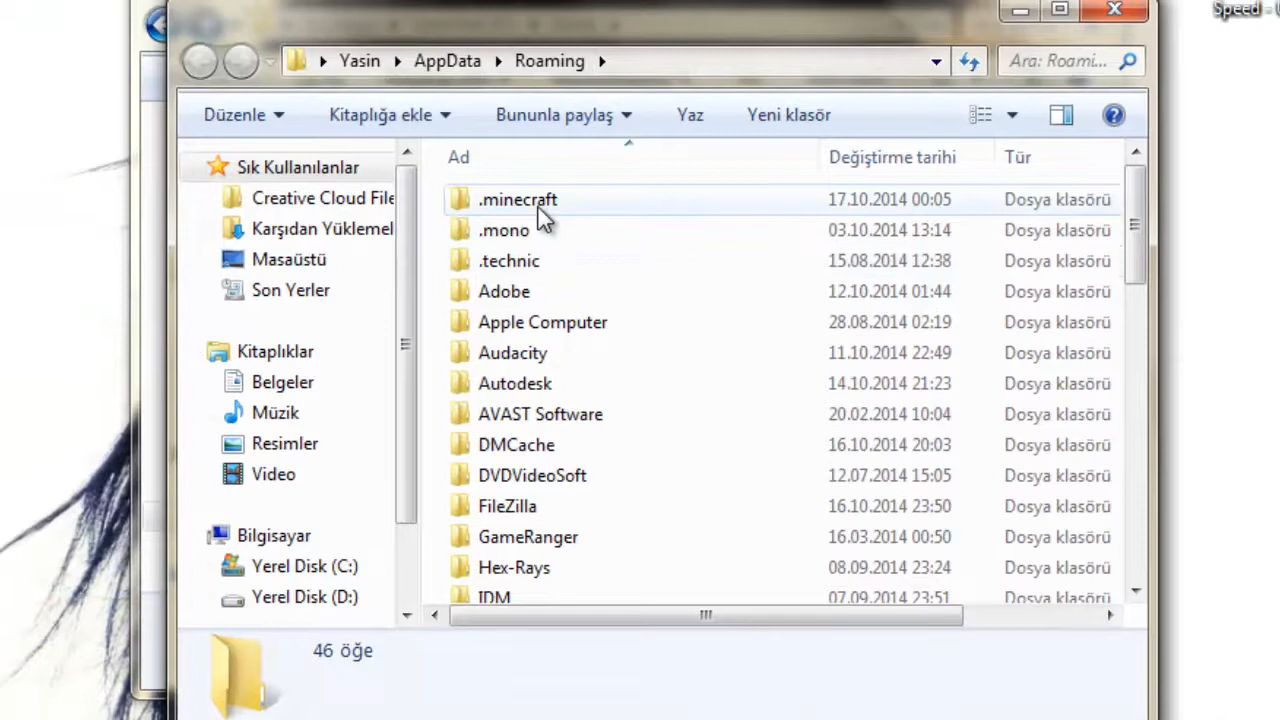 Speed
Yasin AppData Roaming
Ara: Roami...
Düzenle Kitaplığa ekle Bununla paylaş Yaz Yeni klasör
Ad Değiştirme tarihi Tür
Sık Kullanılanlar
Creative Cloud File
Karşıdan Yüklemel
Masaüstü
Son Yerler
Kitaplıklar
Belgeler
Müzik
Resimler
Video
Bilgisayar
Yerel Disk (C:)
Yerel Disk (D:)
.minecraft 17.10.2014 00:05 Dosya klasörü
.mono 03.10.2014 13:14 Dosya klasörü
.technic 15.08.2014 12:38 Dosya klasörü
Adobe 12.10.2014 01:44 Dosya klasörü
Apple Computer 28.08.2014 02:19 Dosya klasörü
Audacity 11.10.2014 22:49 Dosya klasörü
Autodesk 14.10.2014 21:23 Dosya klasörü
AVAST Software 20.02.2014 10:04 Dosya klasörü
DMCache 16.10.2014 20:03 Dosya klasörü
DVDVideoSoft 12.07.2014 15:05 Dosya klasörü
FileZilla 16.10.2014 23:50 Dosya klasörü
GameRanger 16.03.2014 00:50 Dosya klasörü
Hex-Rays 08.09.2014 23:24 Dosya klasörü
IDM 07.09.2014 23:51 Dosya klasörü
46 öğe